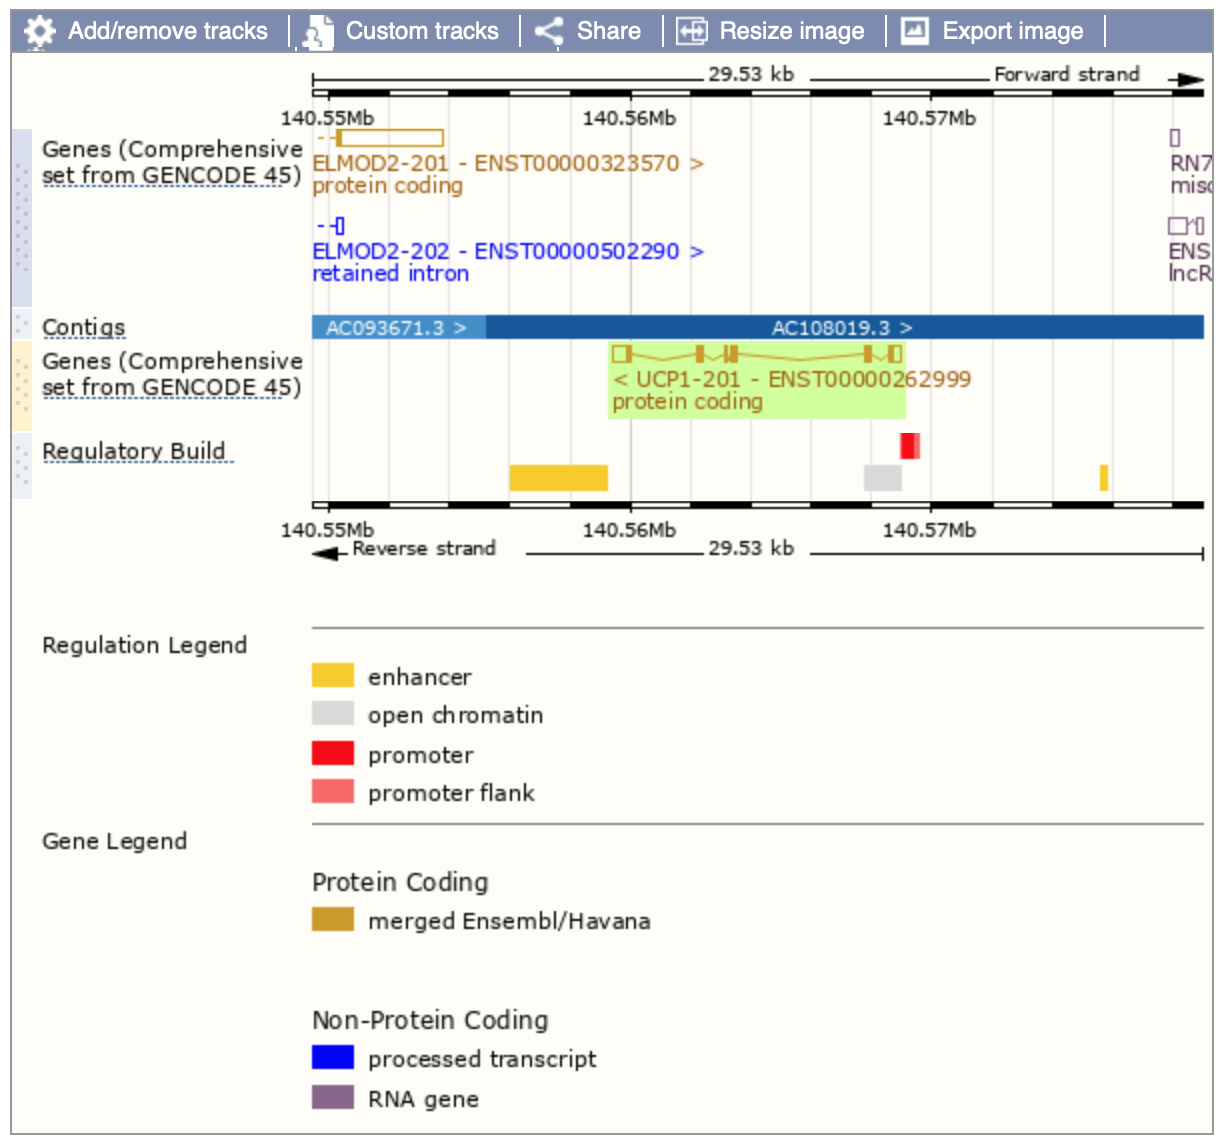 Add/remove tracks Custom tracks Share Resize image Export image
29.53 kb Forward strand
140.55Mb 140.56Mb 140.57Mb
Genes (Comprehensive
set from GENCODE 45)
ELMOD2-201 - ENST00000323570 > RN7
protein coding misc
ELMOD2-202 - ENST00000502290 > ENS
retained intron lncR
Contigs AC093671.3 > AC108019.3 >
Genes (Comprehensive
set from GENCODE 45)
< UCP1-201 - ENST00000262999
protein coding
Regulatory Build
140.55Mb 140.56Mb 140.57Mb
Reverse strand 29.53 kb
Regulation Legend
enhancer
open chromatin
promoter
promoter flank
Gene Legend
Protein Coding
merged Ensembl/Havana
Non-Protein Coding
processed transcript
RNA gene